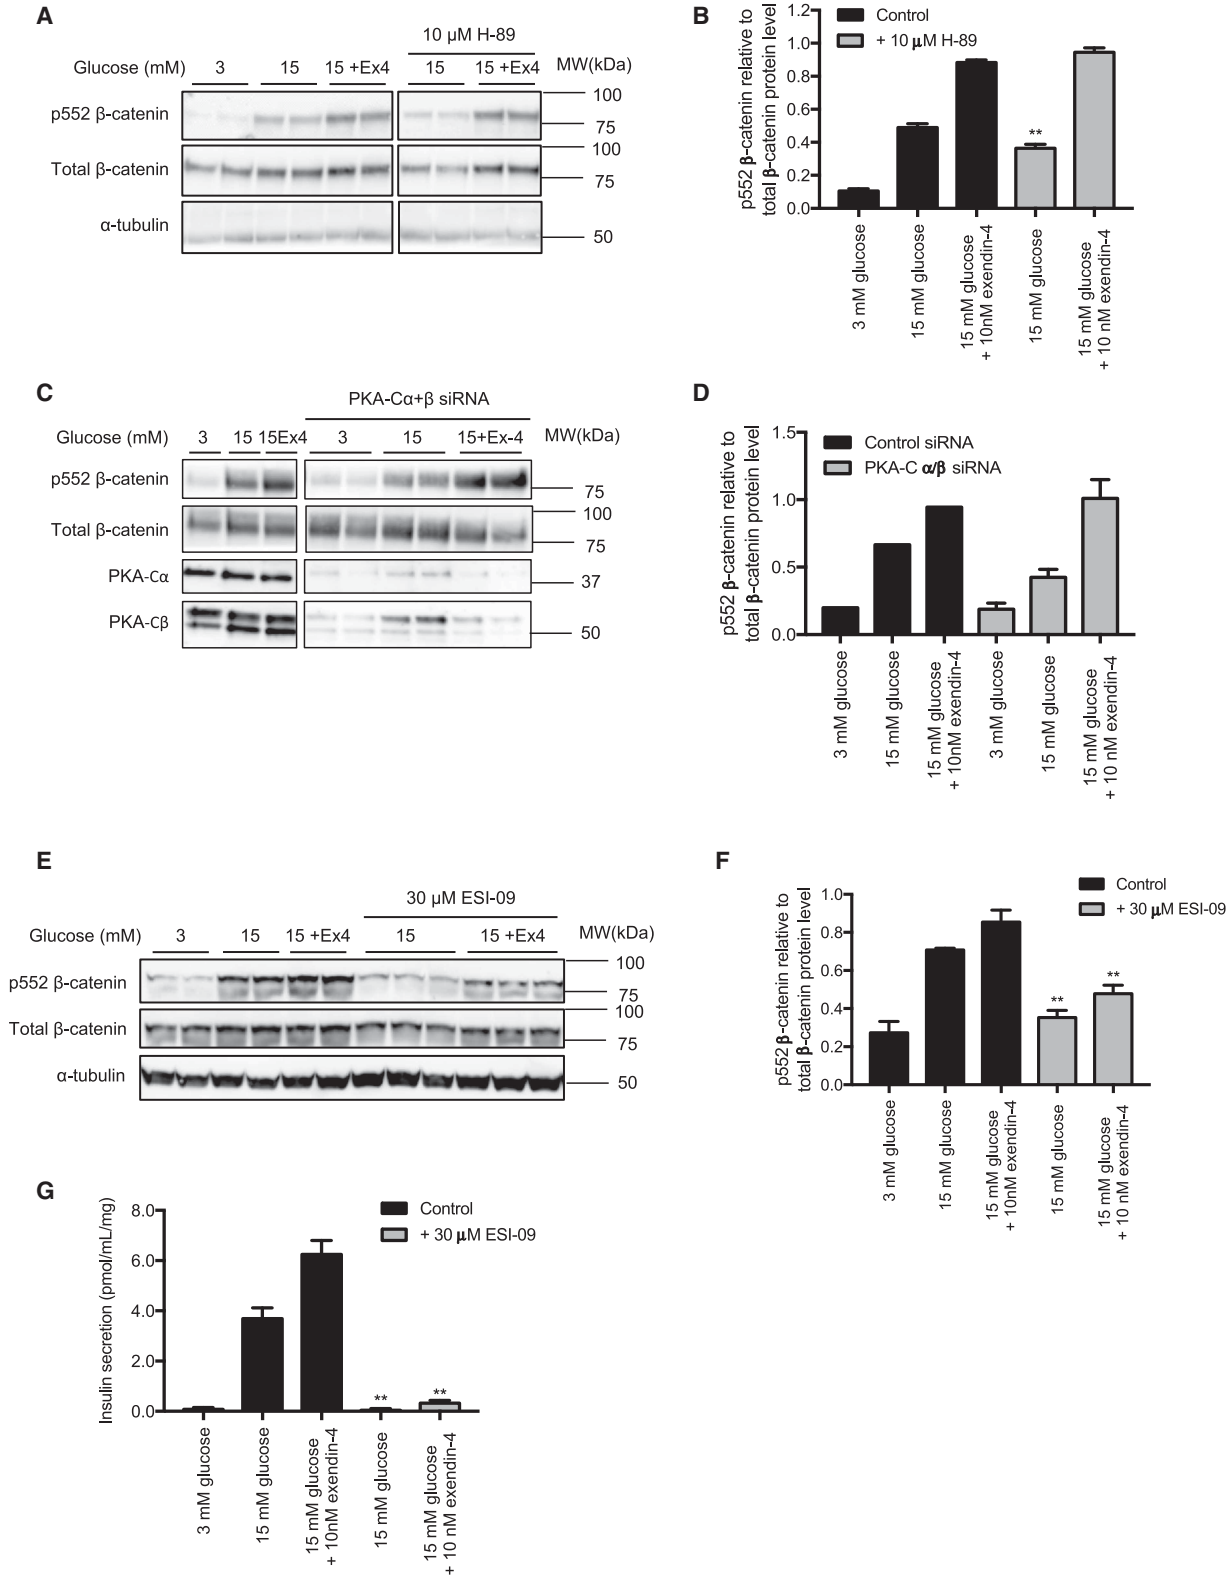 A
10 μM H-89
Glucose (mM) 3 15 15 +Ex4 15 15 +Ex4 MW(kDa)
p552 β-catenin
100
75
Total β-catenin
100
75
α-tubulin
50
B
p552 β-catenin relative to
total β-catenin protein level
1.2
1.0
0.8
0.6
0.4
0.2
0.0
Control
+ 10 μM H-89
**
3 mM glucose
15 mM glucose
15 mM glucose
+ 10nM exendin-4
15 mM glucose
15 mM glucose
+ 10 nM exendin-4
C
PKA-Cα+β siRNA
Glucose (mM) 3 15 15Ex4 3 15 15+Ex-4 MW(kDa)
p552 β-catenin
75
Total β-catenin
100
75
PKA-Cα
37
PKA-Cβ
50
D
p552 β-catenin relative to
total β-catenin protein level
1.5
1.0
0.5
0.0
Control siRNA
PKA-C α/β siRNA
3 mM glucose
15 mM glucose
15 mM glucose
+ 10nM exendin-4
3 mM glucose
15 mM glucose
15 mM glucose
+ 10 nM exendin-4
E
30 μM ESI-09
Glucose (mM) 3 15 15 +Ex4 15 15 +Ex4 MW(kDa)
p552 β-catenin
100
75
Total β-catenin
100
75
α-tubulin
50
F
p552 β-catenin relative to
total β-catenin protein level
1.0
0.8
0.6
0.4
0.2
0.0
Control
+ 30 μM ESI-09
**
**
3 mM glucose
15 mM glucose
15 mM glucose
+ 10nM exendin-4
15 mM glucose
15 mM glucose
+ 10 nM exendin-4
G
Insulin secretion (pmol/mL/mg)
8.0
6.0
4.0
2.0
0.0
Control
+ 30 μM ESI-09
**
**
3 mM glucose
15 mM glucose
15 mM glucose
+ 10nM exendin-4
15 mM glucose
15 mM glucose
+ 10 nM exendin-4